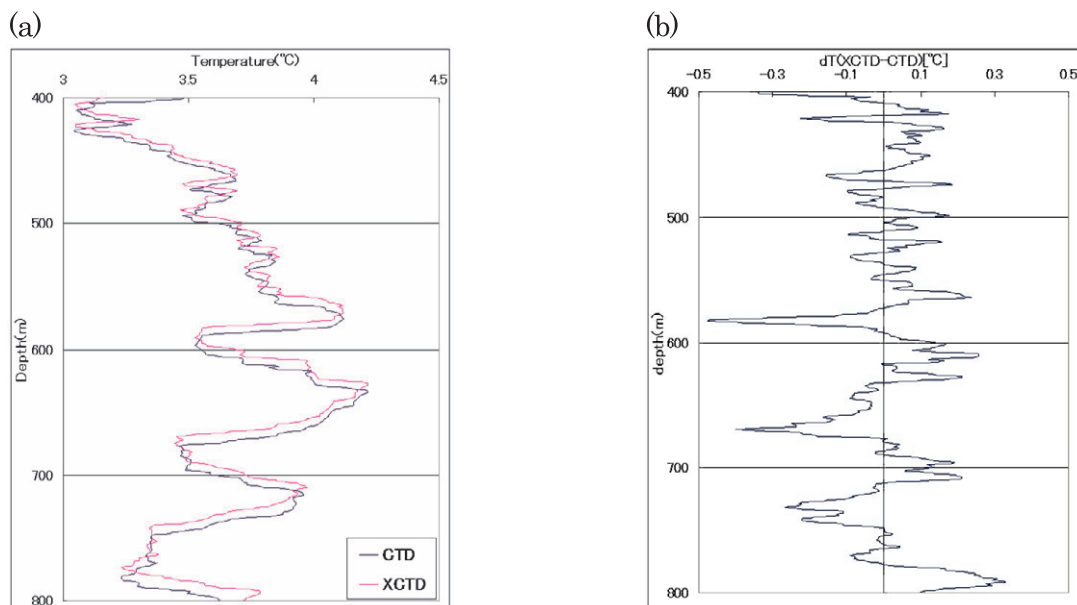 (a)
Temperature(℃)
3 3.5 4 4.5
400
500
600
700
800
Depth(m)
CTD
XCTD
(b)
dT(XCTD-CTD)[℃]
-0.5 -0.3 -0.1 0.1 0.3 0.5
400
500
600
700
800
depth(m)